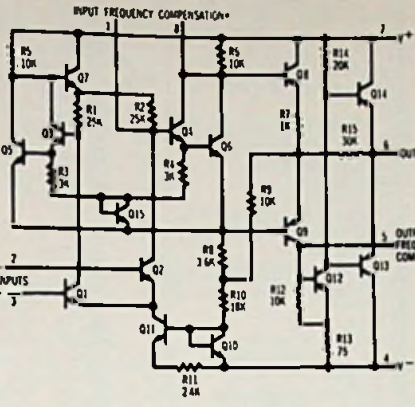 INPUT FREQUENCY COMPENSATION*
1
8
7
V+
R5
10K
Q7
R1
25K
R2
25K
R6
10K
Q8
R14
20K
Q14
Q3
Q4
Q6
R7
1K
R15
30K
Q5
R3
3K
R4
3K
6
OUT
R9
10K
Q15
Q9
5
OUT
FREQ
COMP
2
Q2
R8
3.6K
INPUTS
3
Q1
R12
10K
Q12
Q13
R10
18K
Q11
Q10
R13
75
R11
2.4K
4
V-